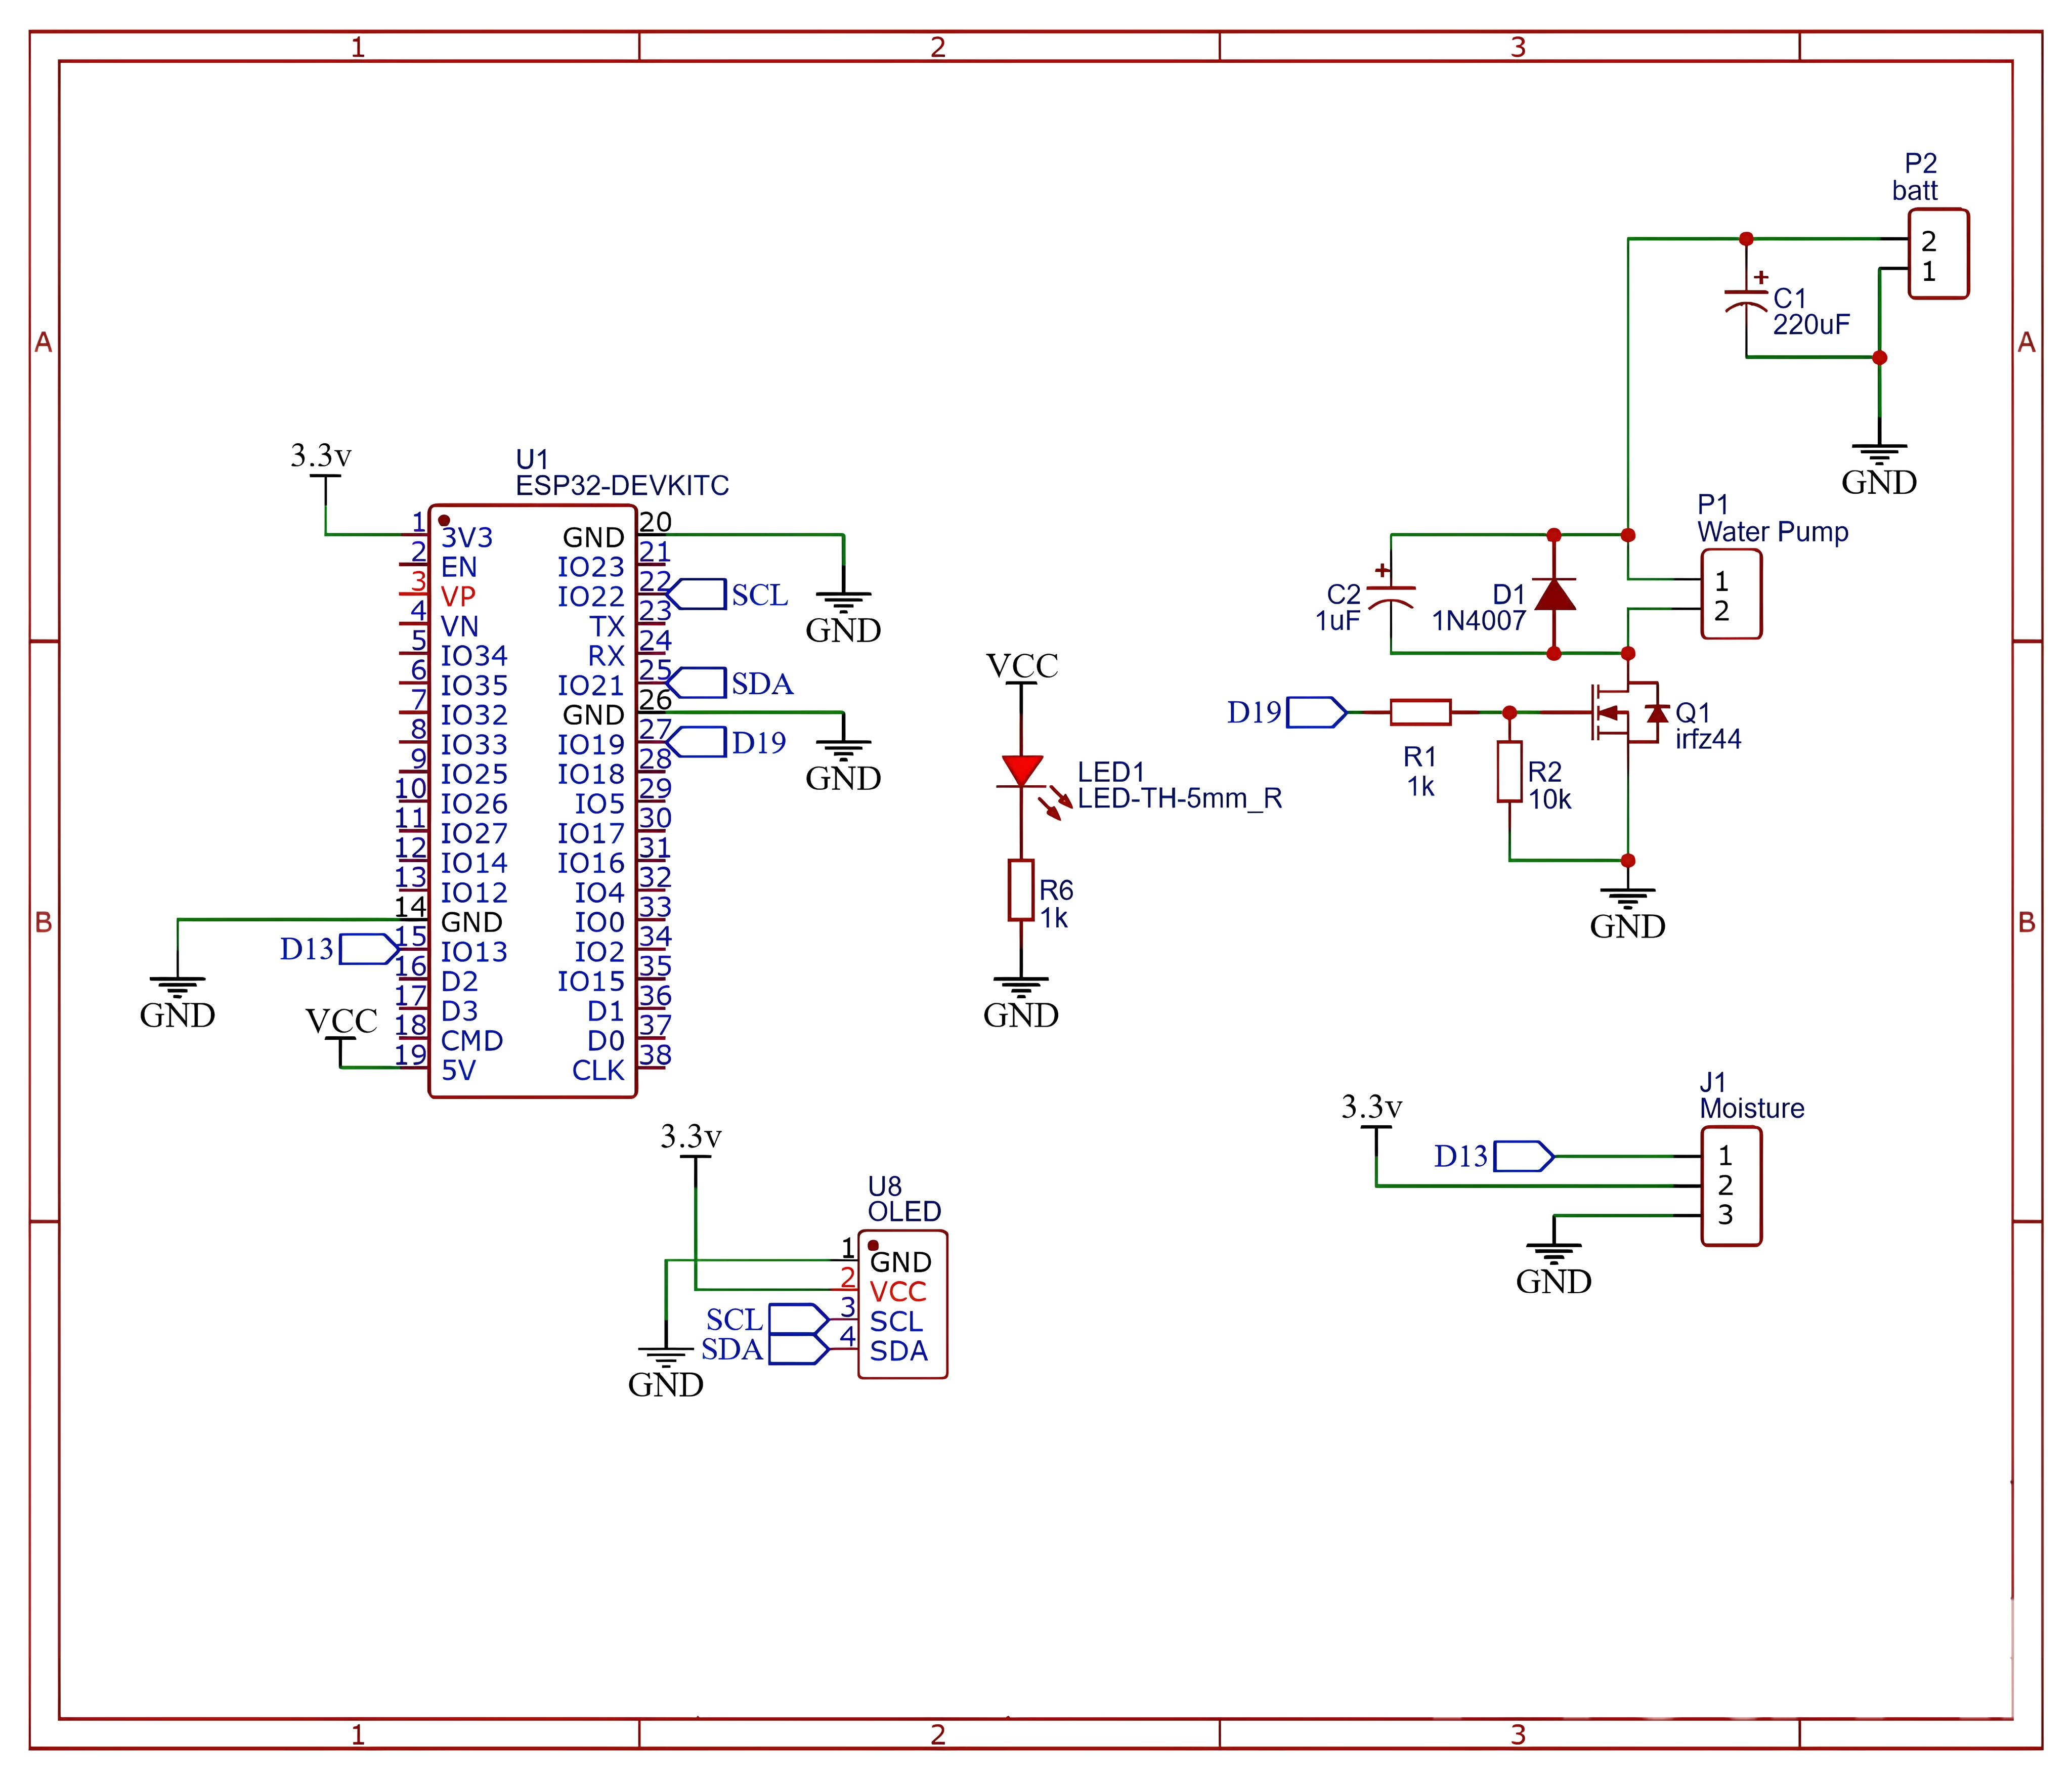 1
2
3
A
A
P2
batt
2
1
+
C1
220uF
GND
3.3v
U1
ESP32-DEVKITC
1
3V3
2
EN
3
VP
4
VN
5
IO34
6
IO35
7
IO32
8
IO33
9
IO25
10
IO26
11
IO27
12
IO14
13
IO12
14
GND
15
IO13
16
D2
17
D3
18
CMD
19
5V
20
GND
21
IO23
22
IO22
23
TX
24
RX
25
IO21
26
GND
27
IO19
28
IO18
29
IO5
30
IO17
31
IO16
32
IO4
33
IO0
34
IO2
35
IO15
36
D1
37
D0
38
CLK
SCL
GND
SDA
D19
GND
GND
D13
VCC
VCC
LED1
LED-TH-5mm_R
R6
1k
GND
P1
Water Pump
1
2
+
C2
1uF
D1
1N4007
D19
R1
1k
R2
10k
Q1
irfz44
GND
B
B
J1
Moisture
3.3v
D13
1
2
3
GND
3.3v
U8
OLED
1
GND
2
VCC
3
SCL
4
SDA
SCL
SDA
GND
1
2
3